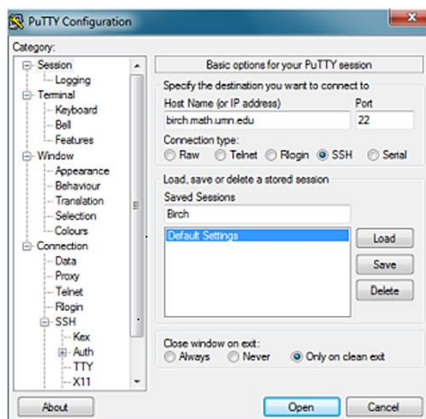 PuTTY Configuration
Category:
Session
Logging
Terminal
Keyboard
Bell
Features
Window
Appearance
Behaviour
Translation
Selection
Colours
Connection
Data
Proxy
Telnet
Rlogin
SSH
Kex
Auth
TTY
X11
Basic options for your PuTTY session
Specify the destination you want to connect to
Host Name (or IP address) Port
birch.math.umn.edu 22
Connection type:
Raw Telnet Rlogin SSH Serial
Load, save or delete a stored session
Saved Sessions
Birch
Default Settings
Load
Save
Delete
Close window on exit:
Always Never Only on clean exit
About Open Cancel